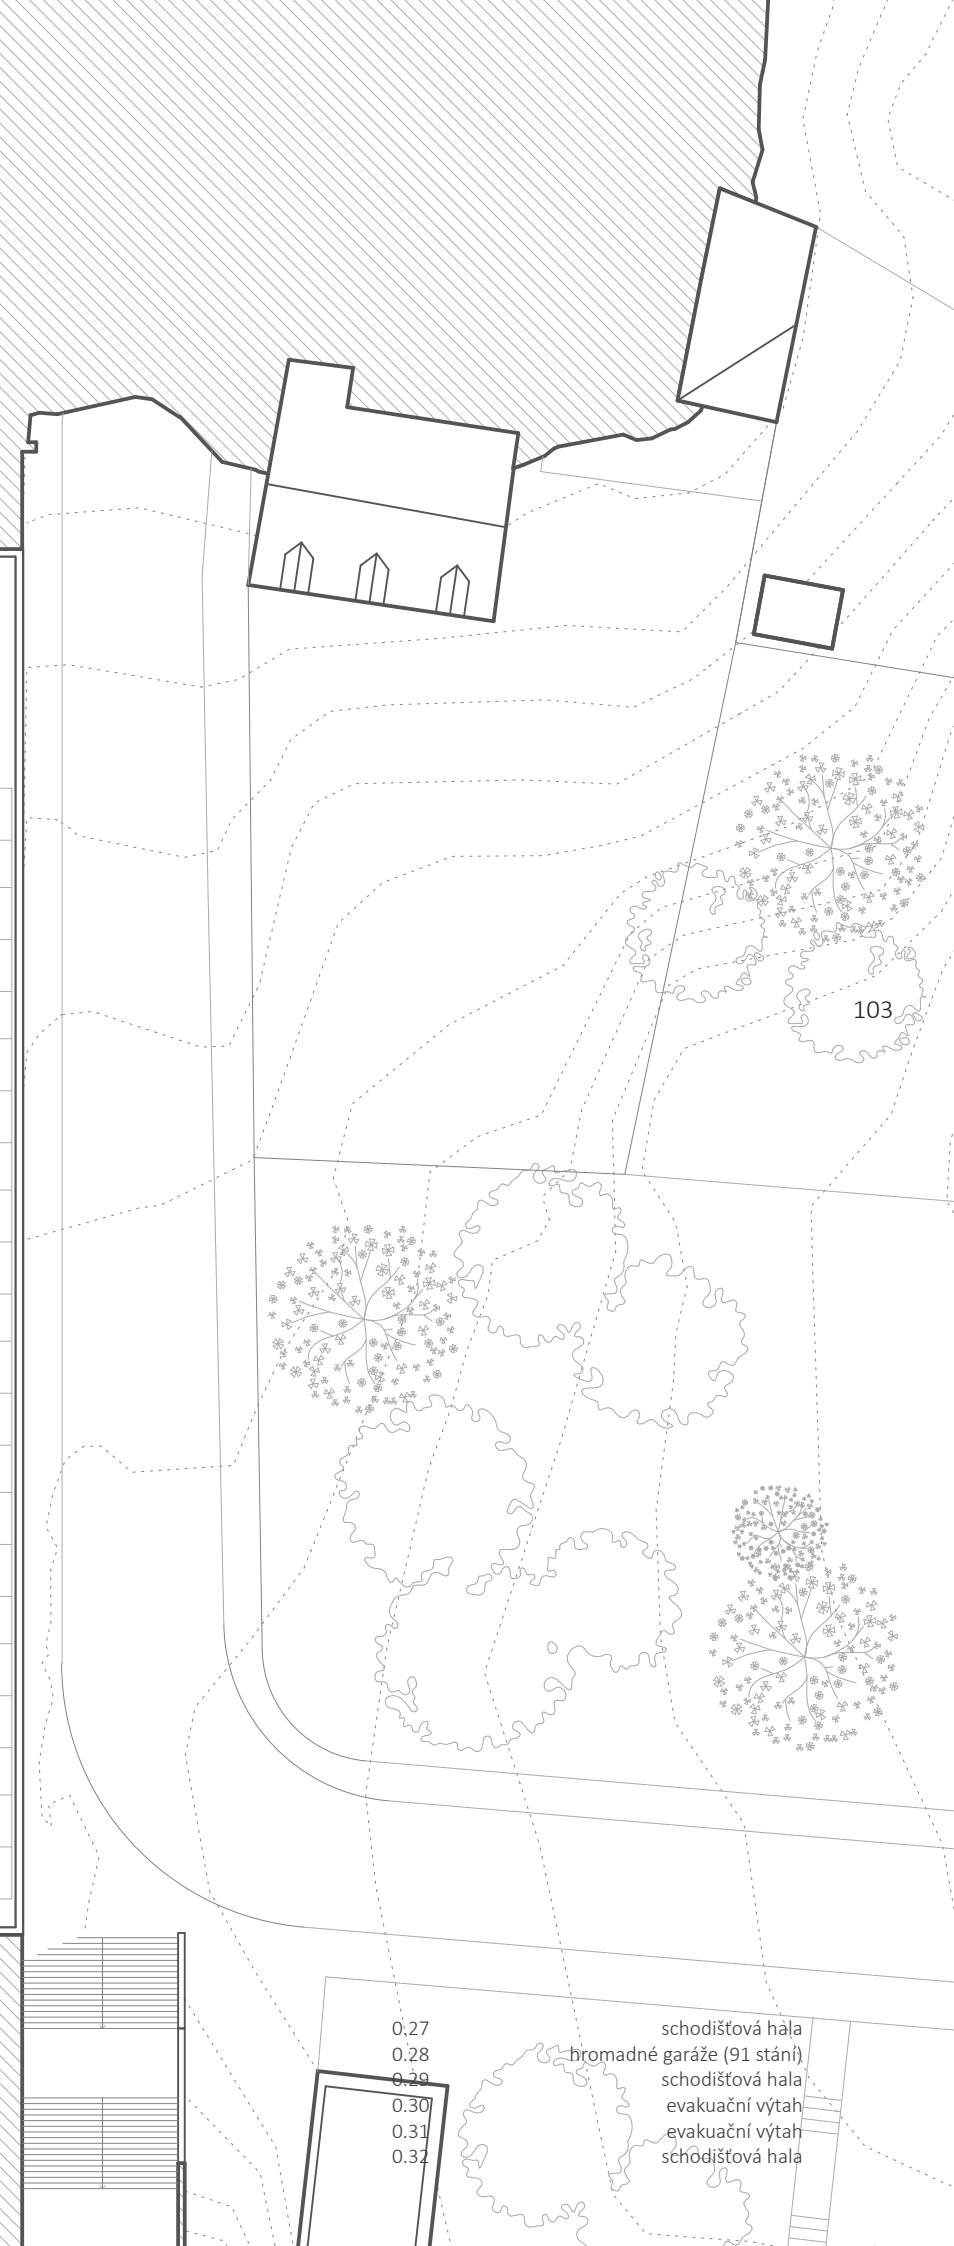 103
0.27 schodišťová hala
0.28 hromadné garáže (91 stání)
0.29 schodišťová hala
0.30 evakuační výtah
0.31 evakuační výtah
0.32 schodišťová hala